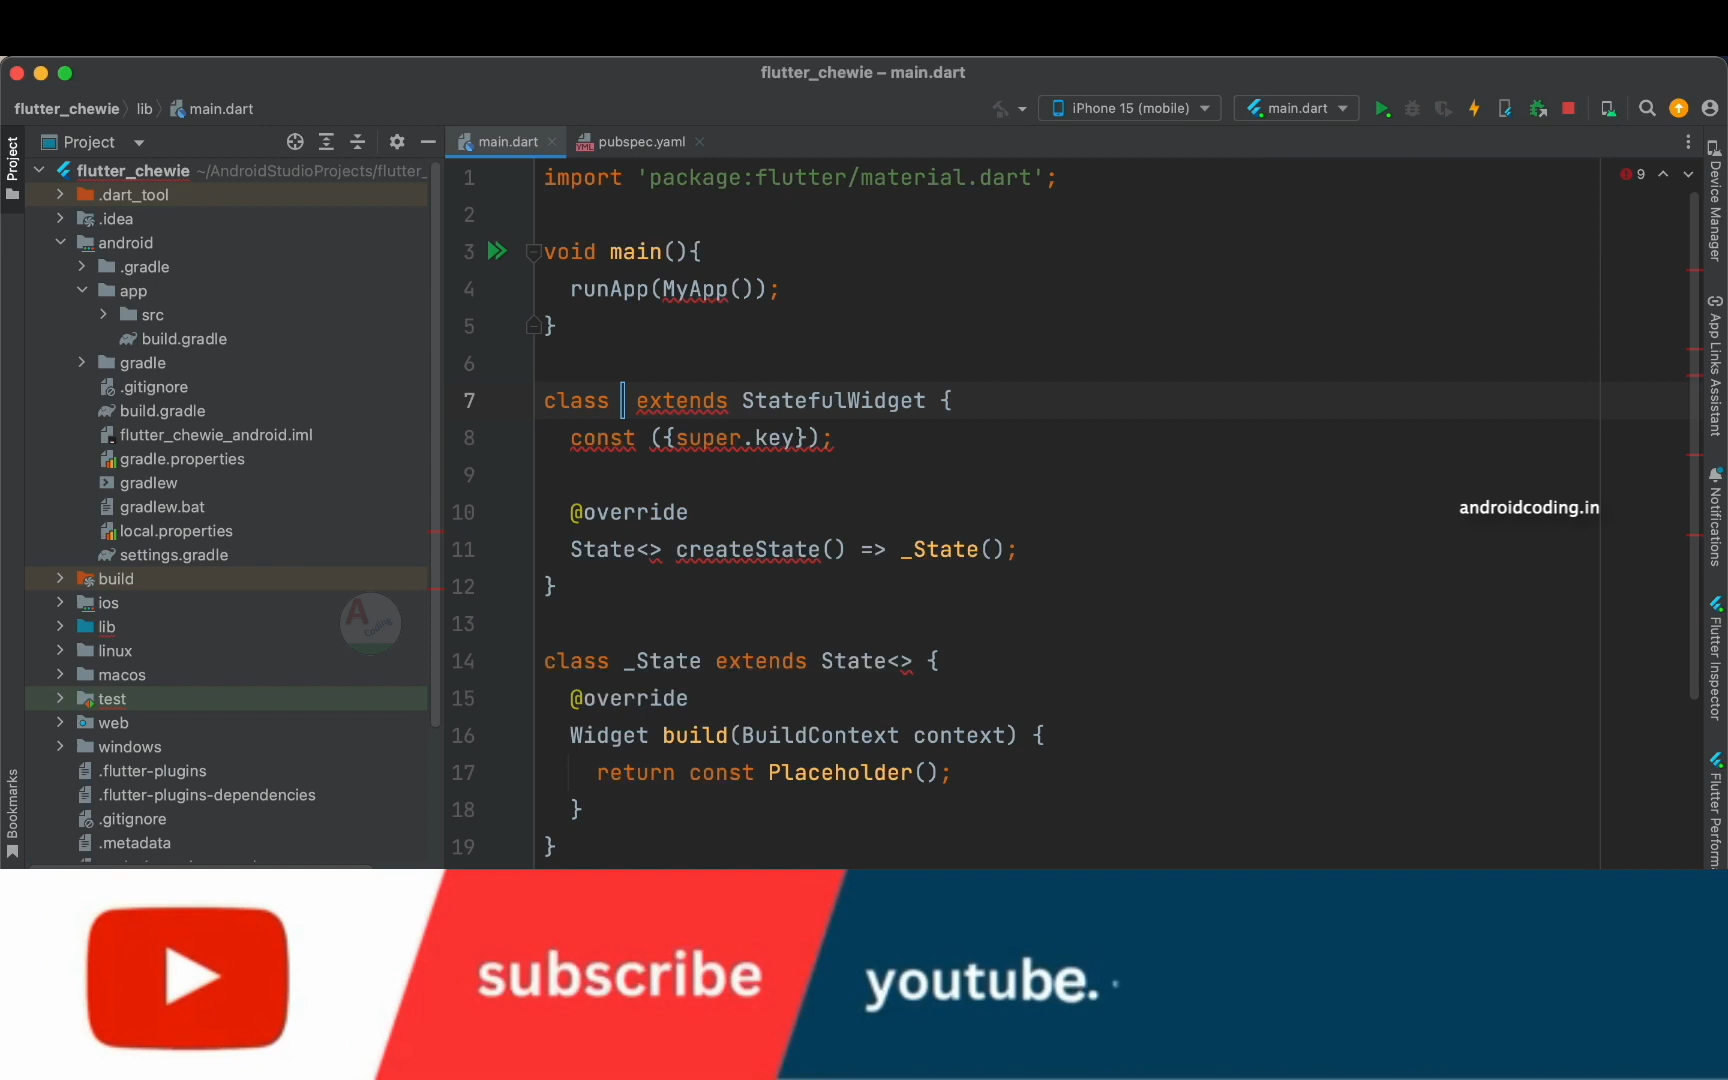 flutter_chewie – main.dart
flutter_chewie lib main.dart
iPhone 15 (mobile)
main.dart
Project
main.dart
pubspec.yaml
Project
Bookmarks
flutter_chewie ~/AndroidStudioProjects/flutter_
.dart_tool
.idea
android
.gradle
app
src
build.gradle
gradle
.gitignore
build.gradle
flutter_chewie_android.iml
gradle.properties
gradlew
gradlew.bat
local.properties
settings.gradle
build
ios
lib
linux
macos
test
web
windows
.flutter-plugins
.flutter-plugins-dependencies
.gitignore
.metadata
A Coding
1 import 'package:flutter/material.dart';
2
3 void main(){
4 runApp(MyApp());
5 }
6
7 class extends StatefulWidget {
8 const ({super.key});
9
10 @override
11 State<> createState() => _State();
12 }
13
14 class _State extends State<> {
15 @override
16 Widget build(BuildContext context) {
17 return const Placeholder();
18 }
19 }
9
androidcoding.in
Device Manager
App Links Assistant
Notifications
Flutter Inspector
Flutter Perform
subscribe
youtube.